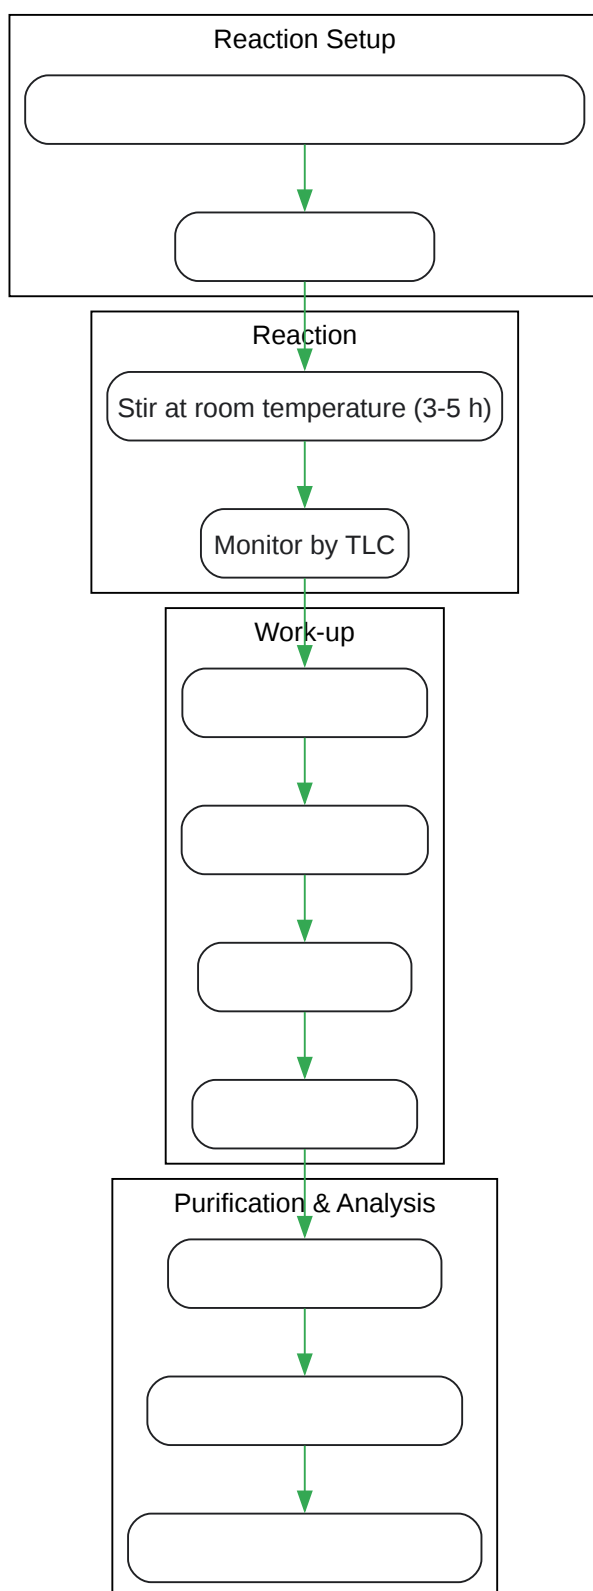 Reaction Setup
Reaction
Stir at room temperature (3-5 h)
Monitor by TLC
Work-up
Purification & Analysis